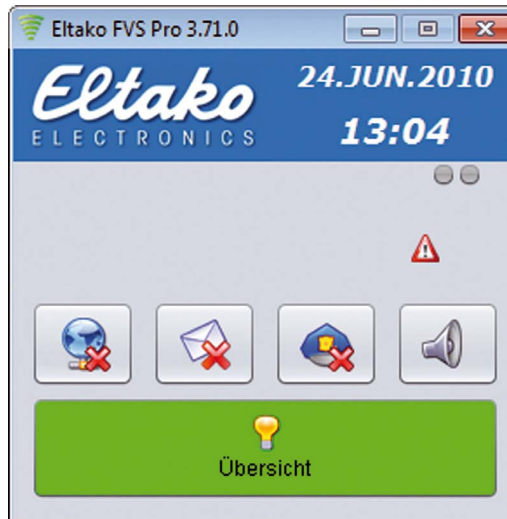 Eltako FVS Pro 3.71.0
Eltako
ELECTRONICS
24.JUN.2010
13:04
Übersicht